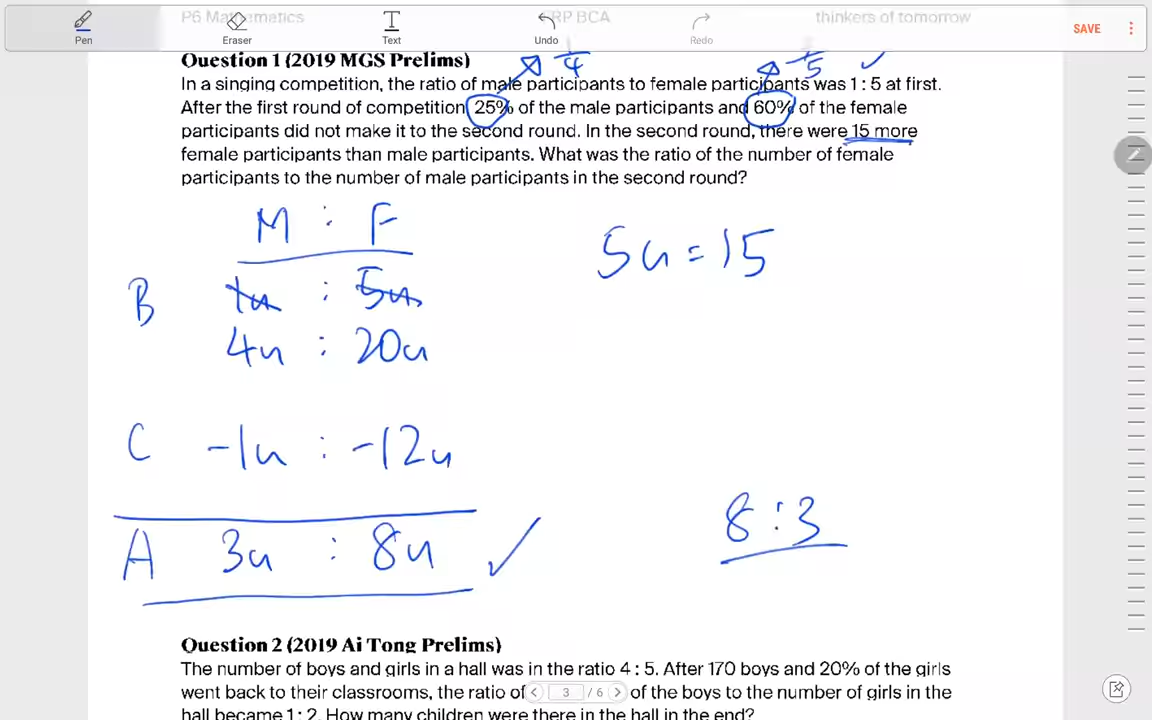 P6 Mathematics
ERP BCA
thinkers of tomorrow
Pen
Eraser
Text
Undo
Redo
SAVE
Question 1 (2019 MGS Prelims)
In a singing competition, the ratio of male participants to female participants was 1 : 5 at first.
After the first round of competition 25% of the male participants and 60% of the female
participants did not make it to the second round. In the second round, there were 15 more
female participants than male participants. What was the ratio of the number of female
participants to the number of male participants in the second round?
M : F
5u = 15
B 1u : 5u
4u : 20u
C -1u : -12u
8 : 3
A 3u : 8u
Question 2 (2019 Ai Tong Prelims)
The number of boys and girls in a hall was in the ratio 4 : 5. After 170 boys and 20% of the girls
went back to their classrooms, the ratio of < 3 / 6 > of the boys to the number of girls in the
hall became 1 : 2. How many children were there in the hall in the end?